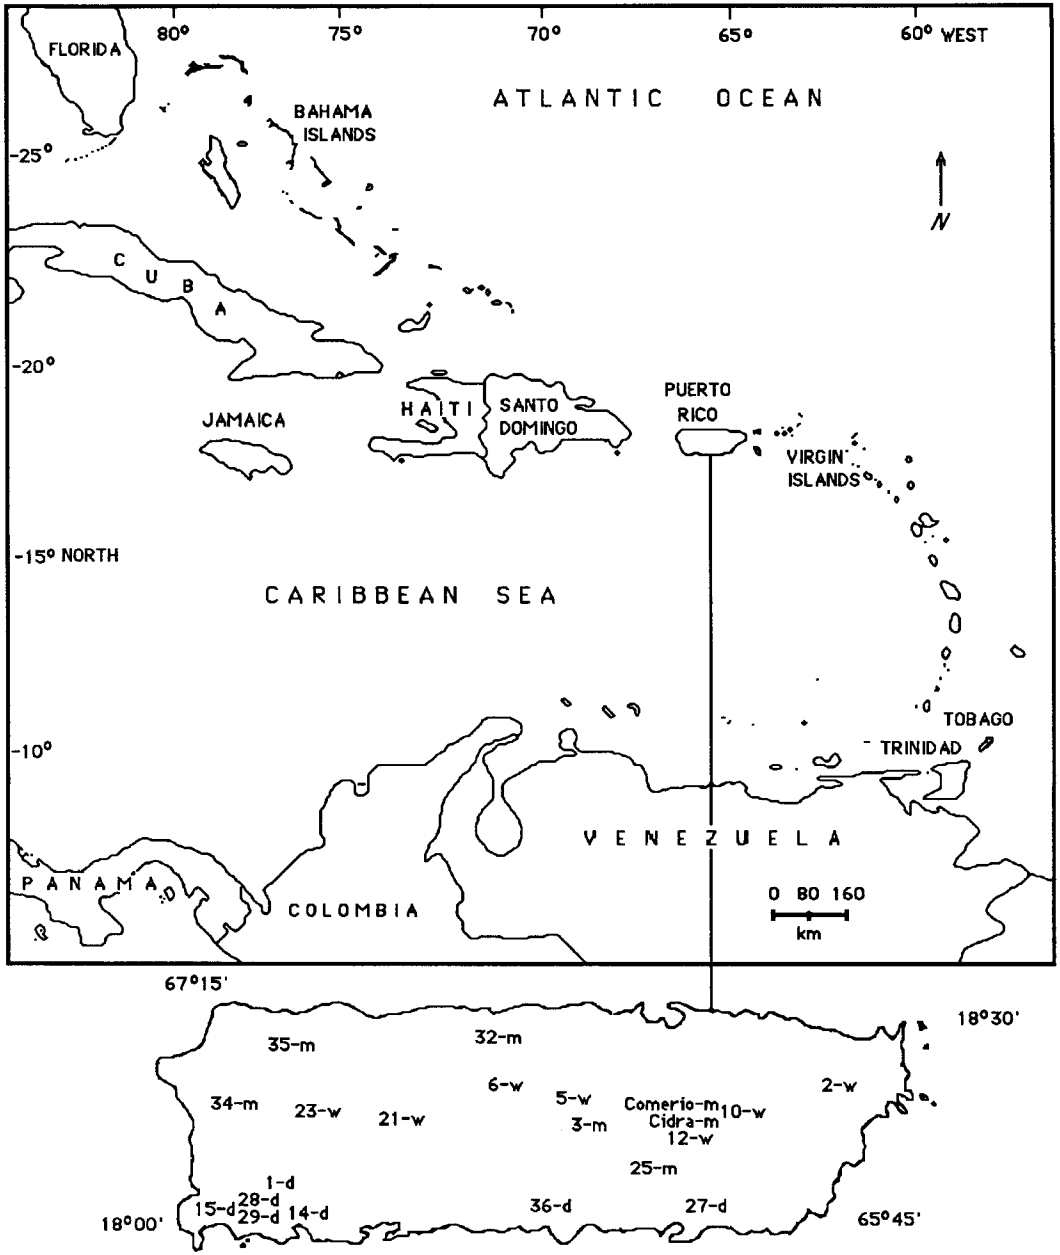 80° 75° 70° 65° 60° WEST
FLORIDA
ATLANTIC OCEAN
BAHAMA
ISLANDS
-25°
N
CUBA
-20°
PUERTO
RICO
HAITI
SANTO
DOMINGO
JAMAICA
VIRGIN
ISLANDS
-15° NORTH
CARIBBEAN SEA
TOBAGO
-10°
TRINIDAD
VENEZUELA
PANAMA
0 80 160
km
COLOMBIA
67°15'
18°30'
35-m
32-m
6-w
2-w
5-w
34-m
23-w
21-w
3-m
Comerio-m
10-w
Cidra-m
12-w
25-m
1-d
28-d
15-d
29-d
14-d
36-d
27-d
18°00'
65°45'